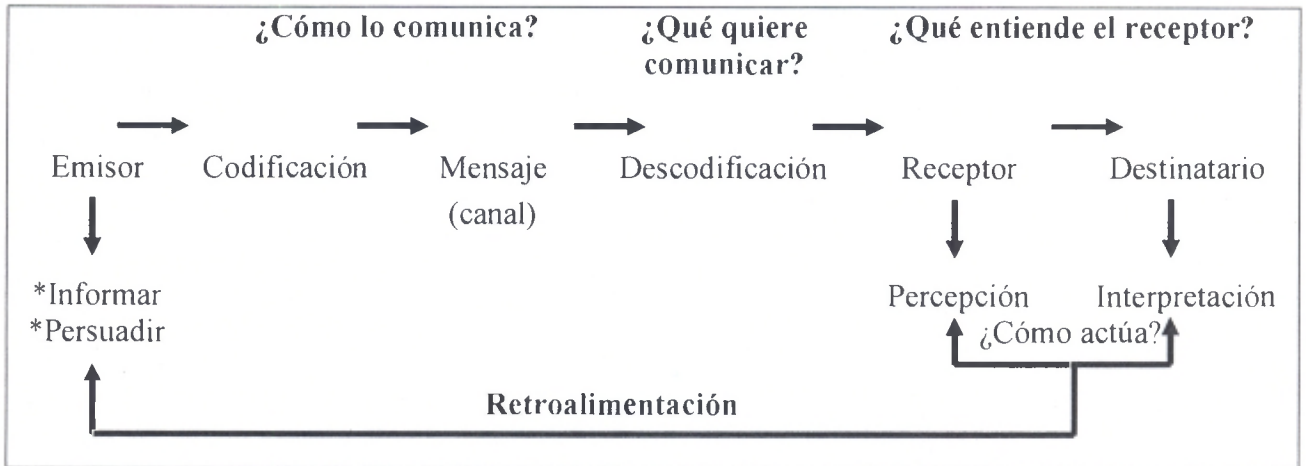 ¿Cómo lo comunica? ¿Qué quiere ¿Qué entiende el receptor?
comunicar?
Emisor Codificación Mensaje Descodificación Receptor Destinatario
(canal)
*Informar Percepción Interpretación
*Persuadir ¿Cómo actúa?
Retroalimentación